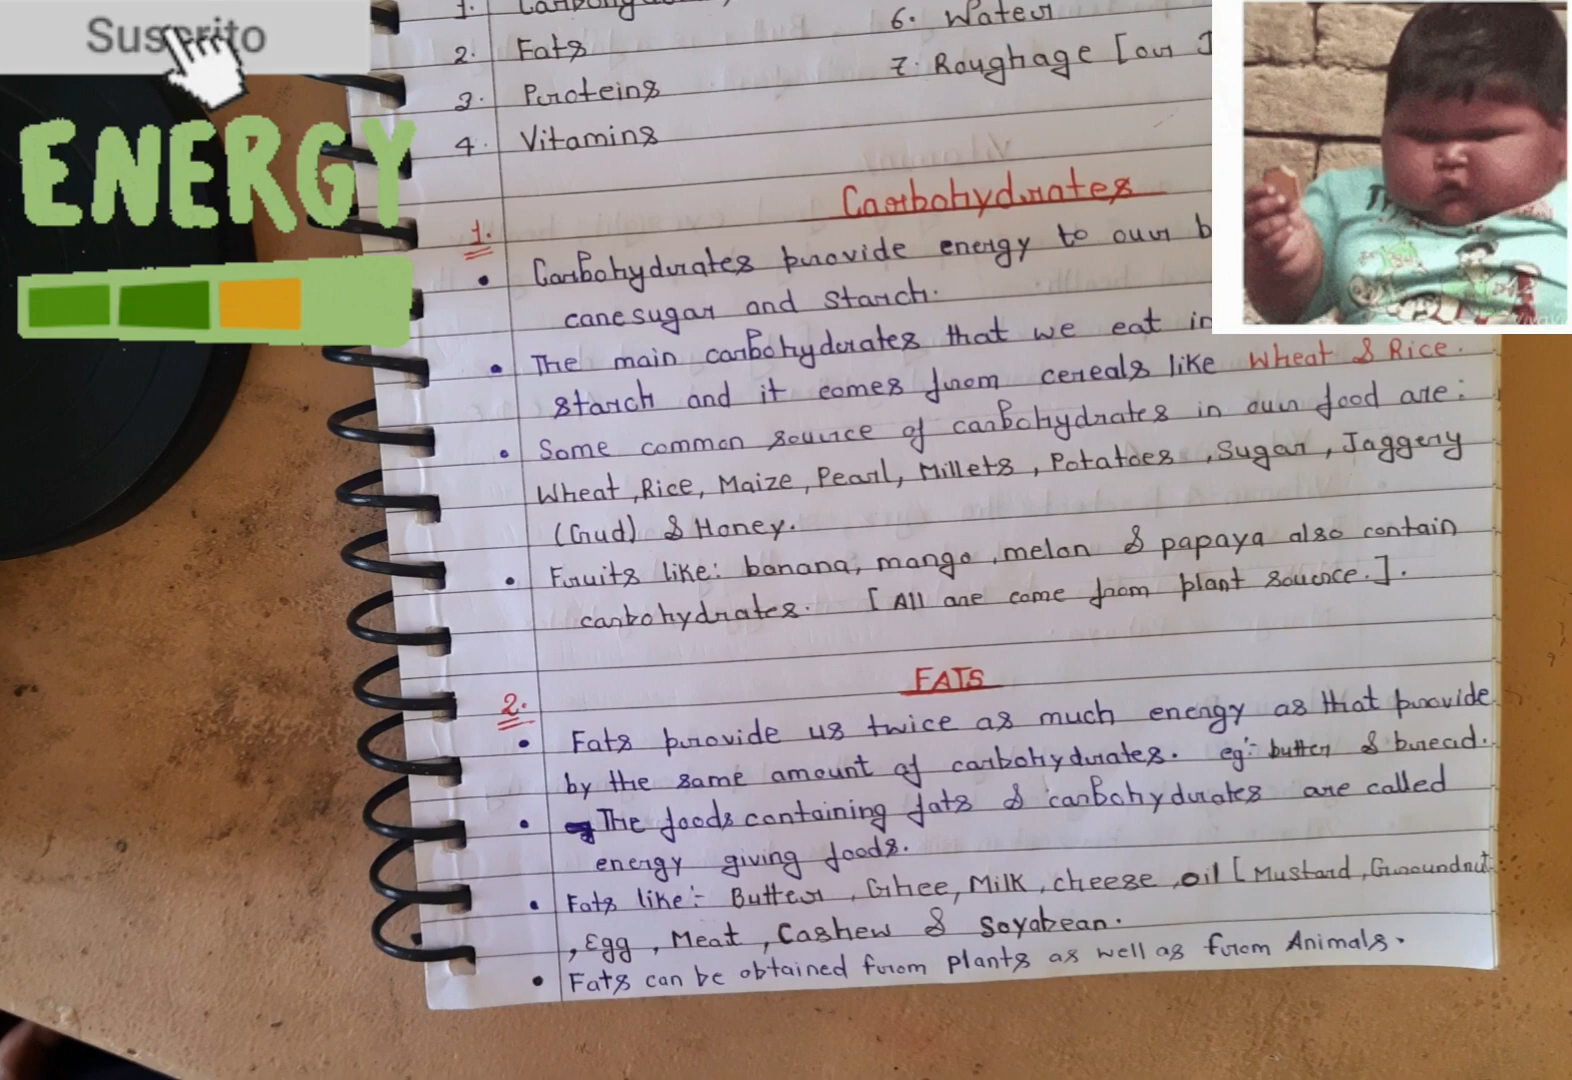 Suscrito
ENERGY
1.
2. Fats
3. Proteins
4. Vitamins
6. Water
7. Roughage [our
Carbohydrates
1.
• Carbohydrates provide energy to our b
canesugar and starch.
• The main carbohydrates that we eat in
starch and it comes from cereals like Wheat & Rice.
• Some common source of carbohydrates in our food are:
Wheat, Rice, Maize, Pearl, Millets, Potatoes, Sugar, Jaggery
(Gud) & Honey.
• Fruits like: banana, mango, melon & papaya also contain
carbohydrates. [All are come from plant source.].
FATS
2.
• Fats provide us twice as much energy as that provide
by the same amount of carbohydrates. eg:- butter & bread.
• The foods containing fats & carbohydrates are called
energy giving foods.
• Fats like:- Butter, Ghee, Milk, cheese, oil [Mustard, Groundnut
, Egg, Meat, Cashew & Soyabean.
• Fats can be obtained from plants as well as from Animals.